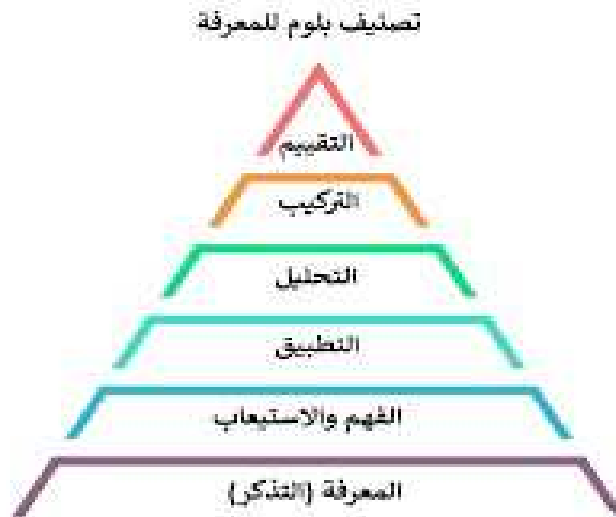 تصنيف بلوم للمعرفة
التقييم
التركيب
التحليل
التطبيق
الفهم والاستيعاب
المعرفة (التذكر)